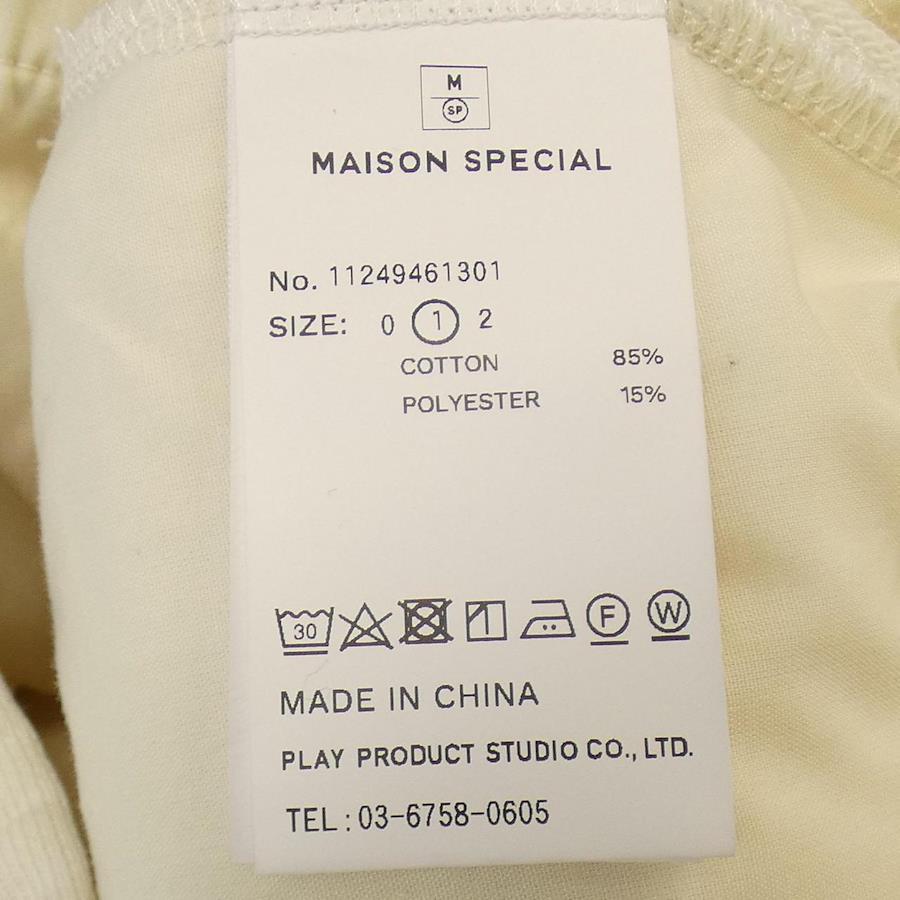 M
SP
MAISON SPECIAL
No. 11249461301
SIZE: 0 1 2
COTTON 85%
POLYESTER 15%
30 F W
MADE IN CHINA
PLAY PRODUCT STUDIO CO., LTD.
TEL : 03-6758-0605